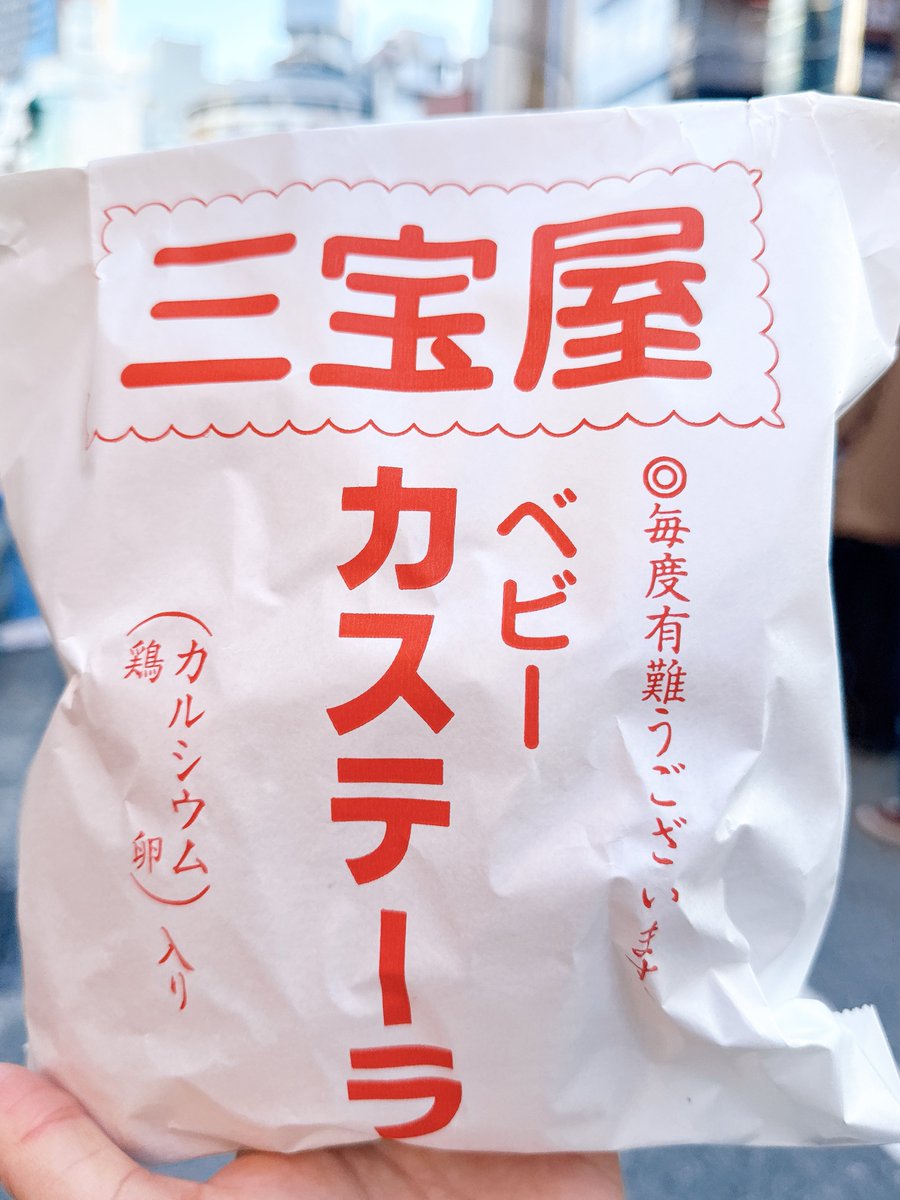 三宝屋
◎毎度有難うございます
ベビー
カステーラ
(カルシウム
鶏卵)入り